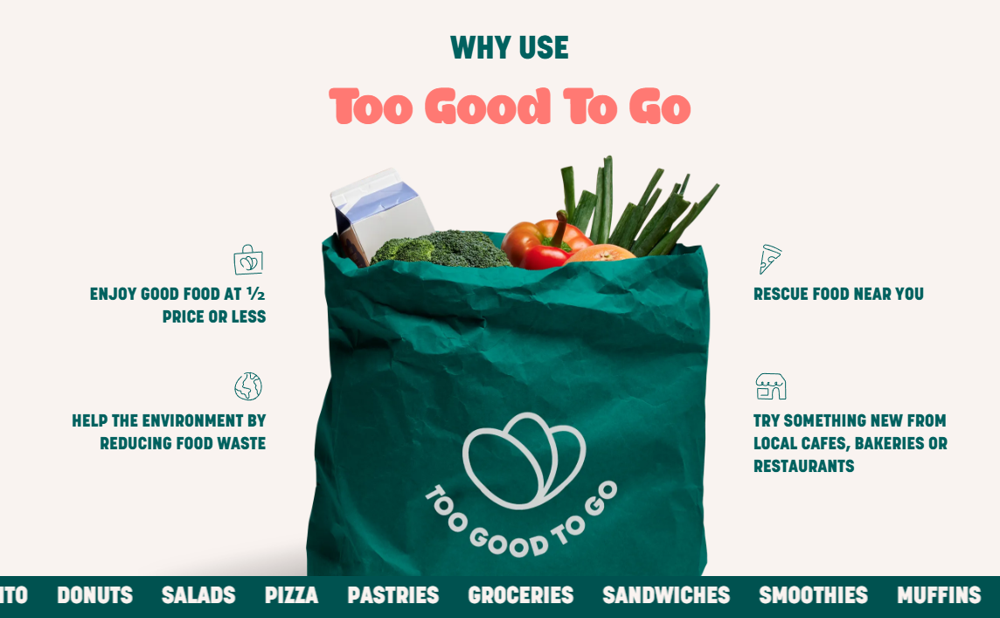 WHY USE
Too Good To Go
ENJOY GOOD FOOD AT ½
PRICE OR LESS
HELP THE ENVIRONMENT BY
REDUCING FOOD WASTE
RESCUE FOOD NEAR YOU
TRY SOMETHING NEW FROM
LOCAL CAFES, BAKERIES OR
RESTAURANTS
TOO GOOD TO GO
DONUTS SALADS PIZZA PASTRIES GROCERIES SANDWICHES SMOOTHIES MUFFINS